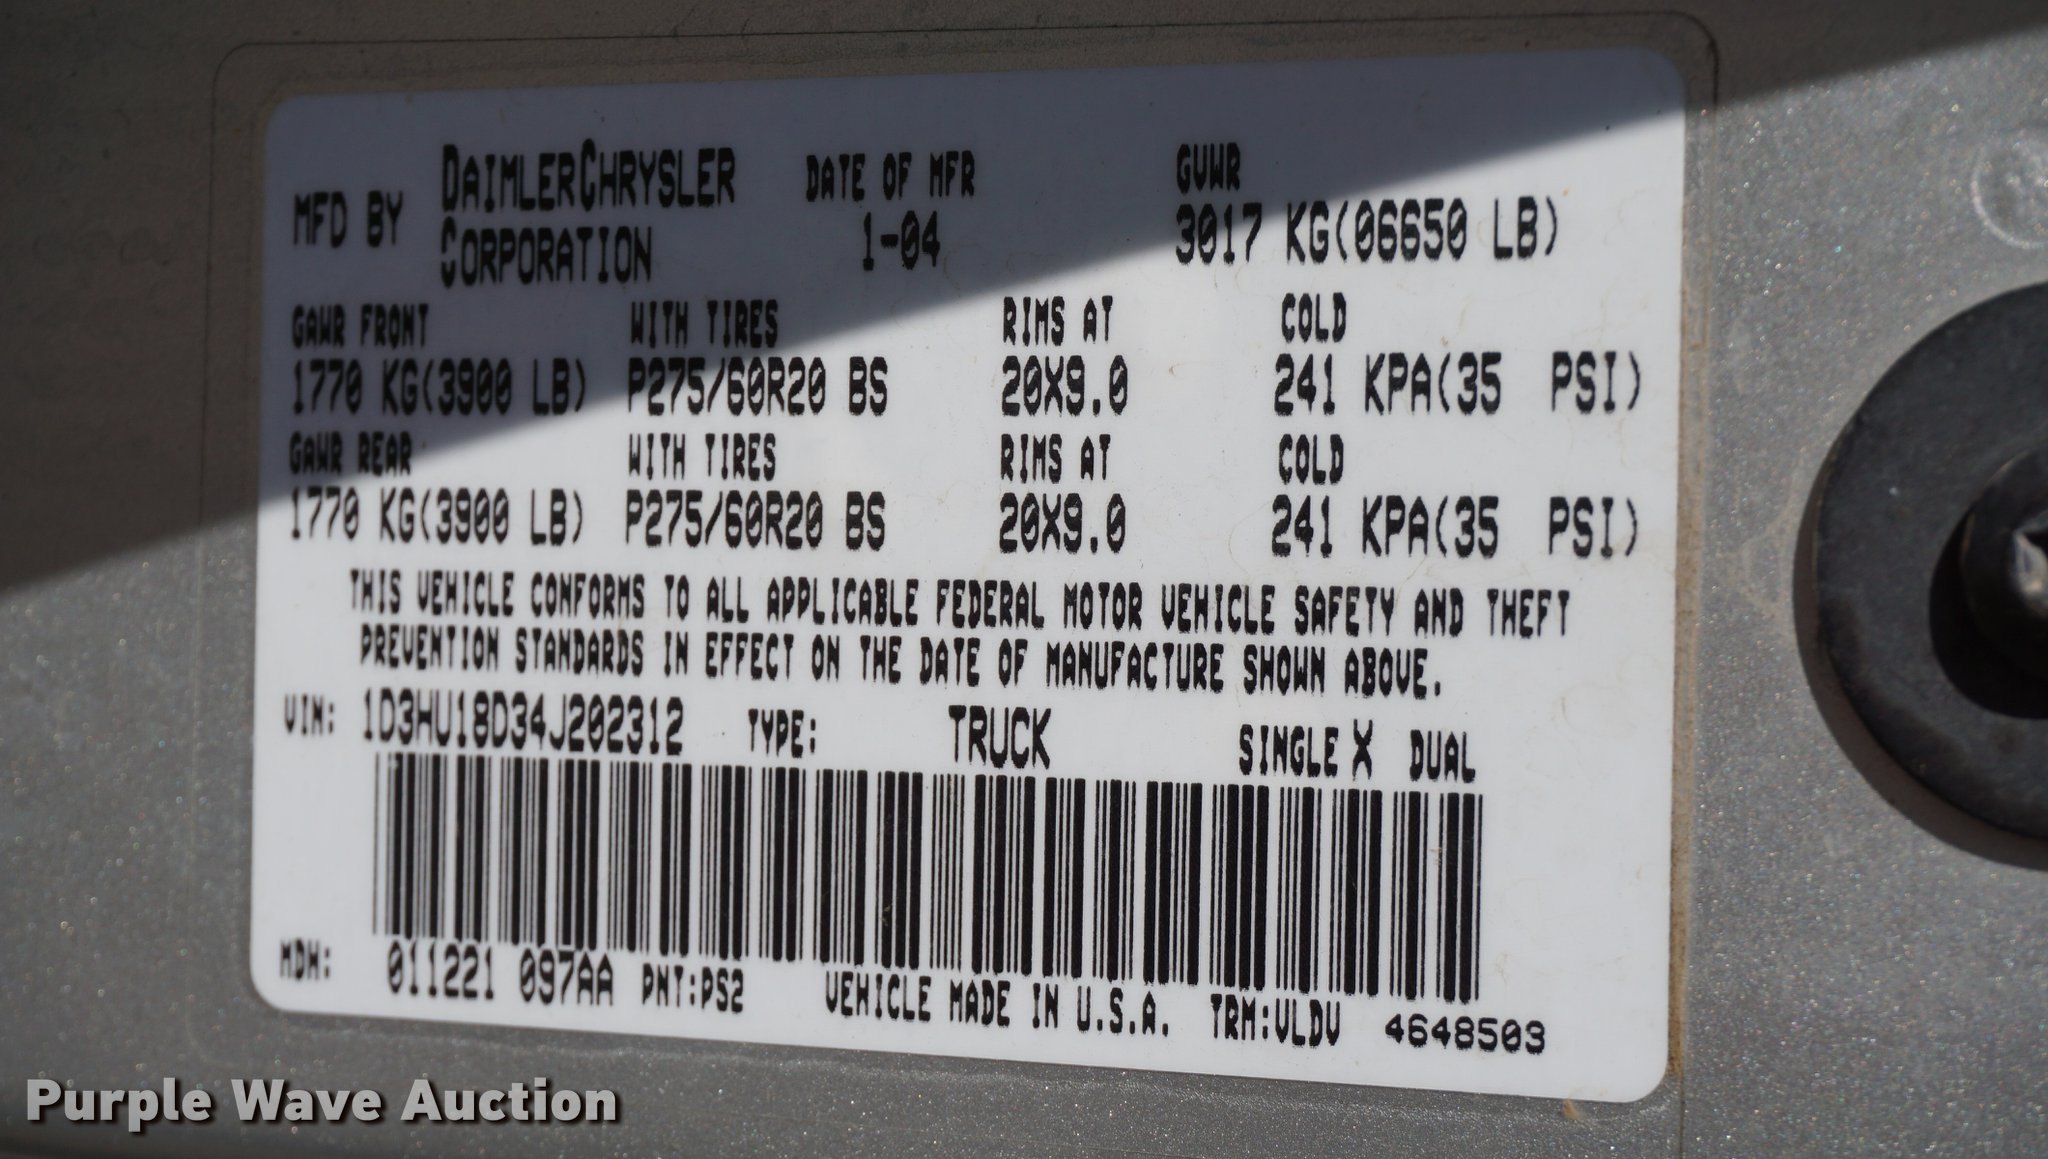 MFD BY DAIMLERCHRYSLER CORPORATION DATE OF MFR 1-04 GVWR 3017 KG(06650 LB)
GAWR FRONT WITH TIRES RIMS AT COLD
1770 KG(3900 LB) P275/60R20 BS 20X9.0 241 KPA(35 PSI)
GAWR REAR WITH TIRES RIMS AT COLD
1770 KG(3900 LB) P275/60R20 BS 20X9.0 241 KPA(35 PSI)
THIS VEHICLE CONFORMS TO ALL APPLICABLE FEDERAL MOTOR VEHICLE SAFETY AND THEFT
PREVENTION STANDARDS IN EFFECT ON THE DATE OF MANUFACTURE SHOWN ABOVE.
VIN: 1D3HU18D34J202312 TYPE: TRUCK SINGLE X DUAL
MDH: 011221 097AA PNT:PS2 VEHICLE MADE IN U.S.A. TRM:VLDV 4648503
Purple Wave Auction